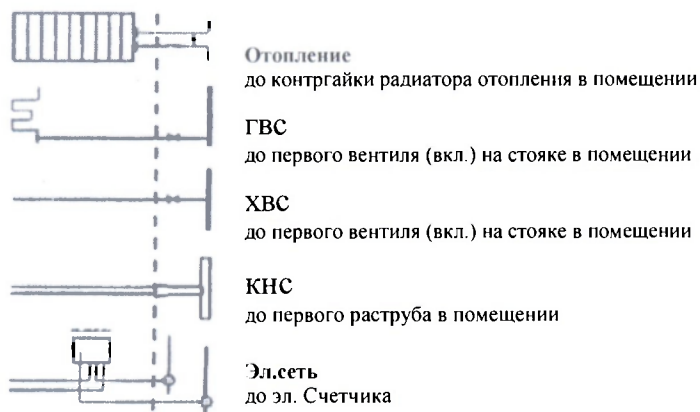 Отопление
до контргайки радиатора отопления в помещении
ГВС
до первого вентиля (вкл.) на стояке в помещении
ХВС
до первого вентиля (вкл.) на стояке в помещении
КНС
до первого раструба в помещении
Эл.сеть
до эл. Счетчика